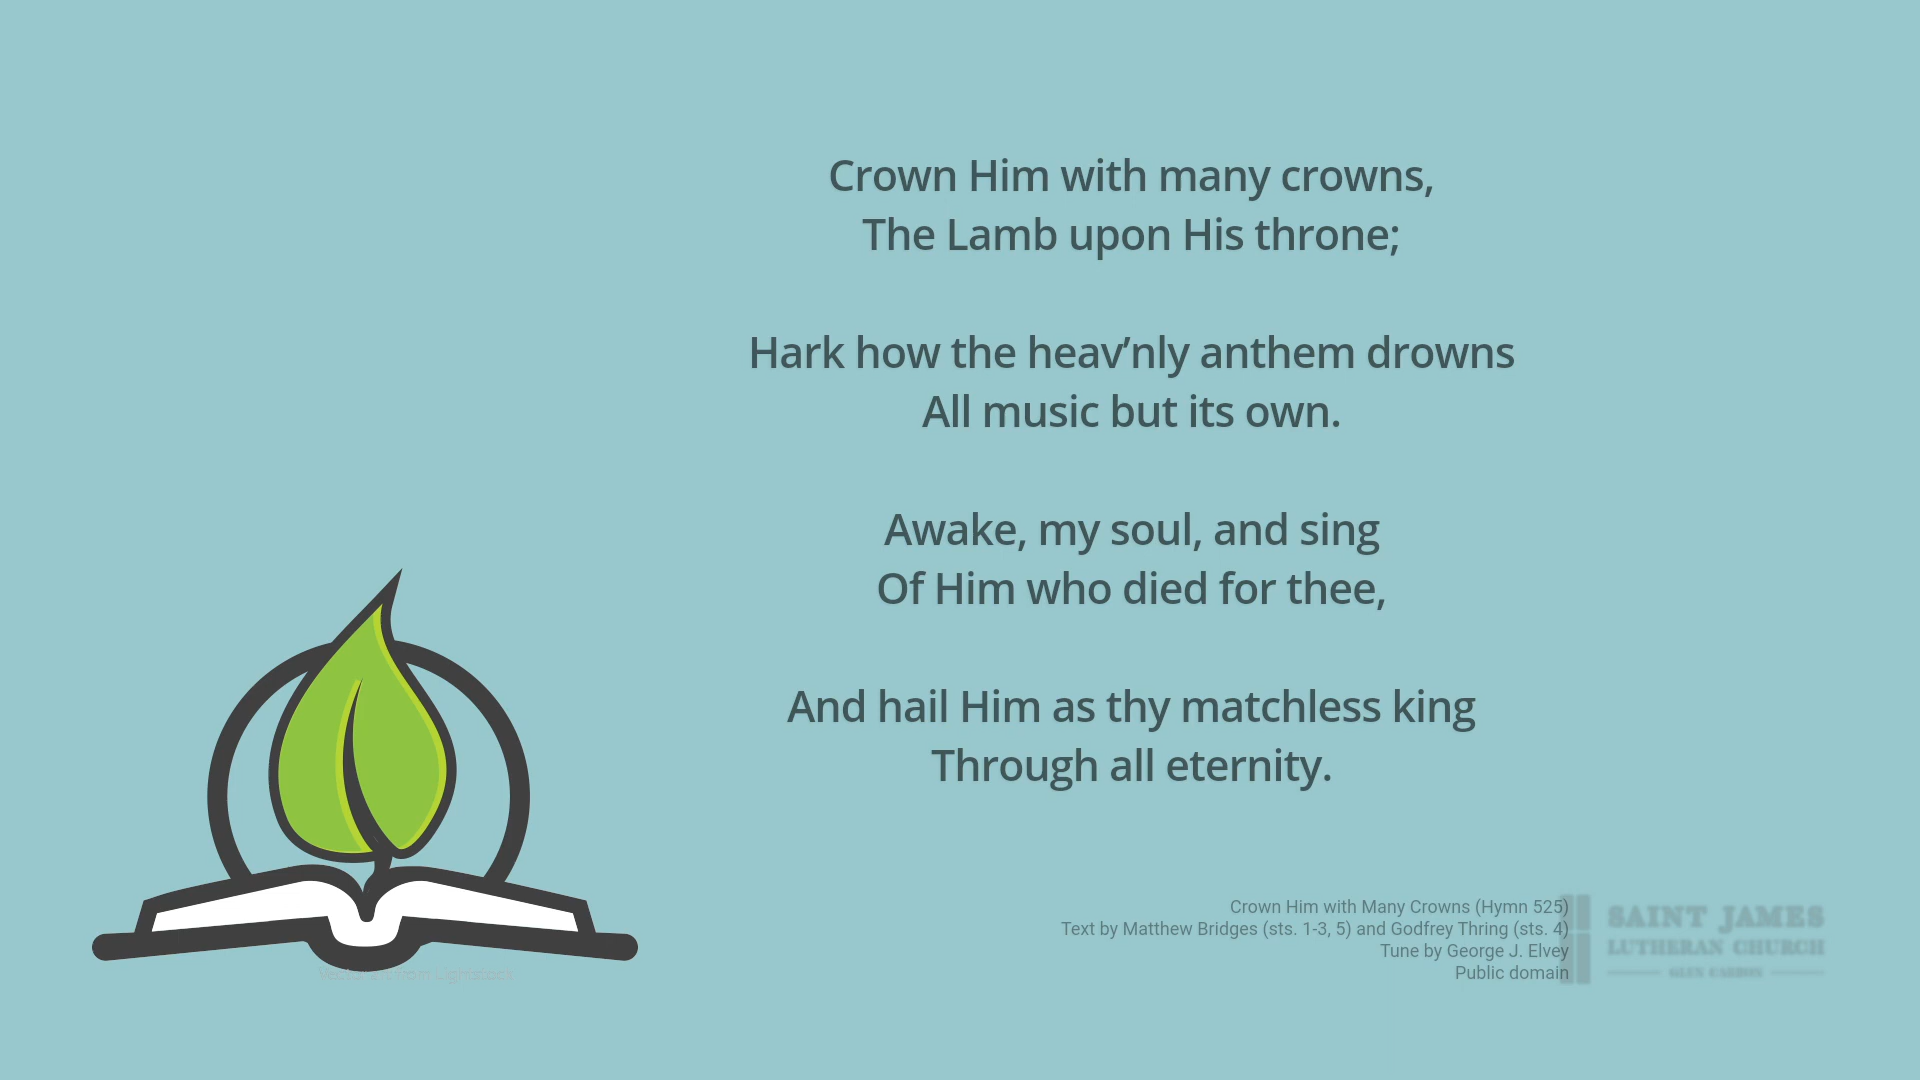 Crown Him with many crowns,
The Lamb upon His throne;
Hark how the heav’nly anthem drowns
All music but its own.
Awake, my soul, and sing
Of Him who died for thee,
And hail Him as thy matchless king
Through all eternity.
Crown Him with Many Crowns (Hymn 525)
Text by Matthew Bridges (sts. 1-3, 5) and Godfrey Thring (sts. 4)
Tune by George J. Elvey
Public domain
SAINT JAMES
LUTHERAN CHURCH
GLEN CARBON